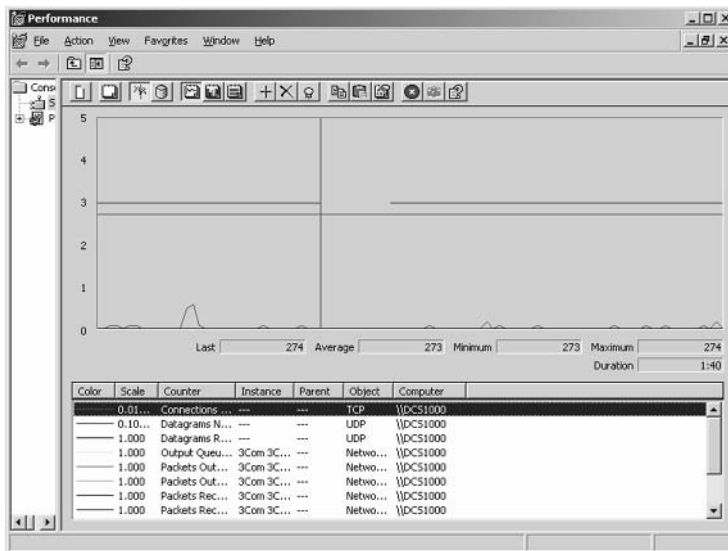 Performance
File Action View Favorites Window Help
Cons
S
P
5
4
3
2
1
0
Last 274 Average 273 Minimum 273 Maximum 274
Duration 1:40
Color Scale Counter Instance Parent Object Computer
0.01... Connections ... --- --- TCP \\DCS1000
0.10... Datagrams N... --- --- UDP \\DCS1000
1.000 Datagrams R... --- --- UDP \\DCS1000
1.000 Output Queu... 3Com 3C... --- Netwo... \\DCS1000
1.000 Packets Out... 3Com 3C... --- Netwo... \\DCS1000
1.000 Packets Out... 3Com 3C... --- Netwo... \\DCS1000
1.000 Packets Rec... 3Com 3C... --- Netwo... \\DCS1000
1.000 Packets Rec... 3Com 3C... --- Netwo... \\DCS1000